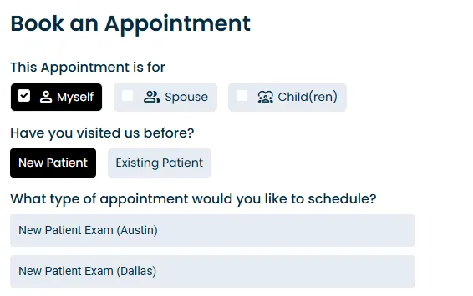 Book an Appointment
This Appointment is for
Myself Spouse Child(ren)
Have you visited us before?
New Patient Existing Patient
What type of appointment would you like to schedule?
New Patient Exam (Austin)
New Patient Exam (Dallas)